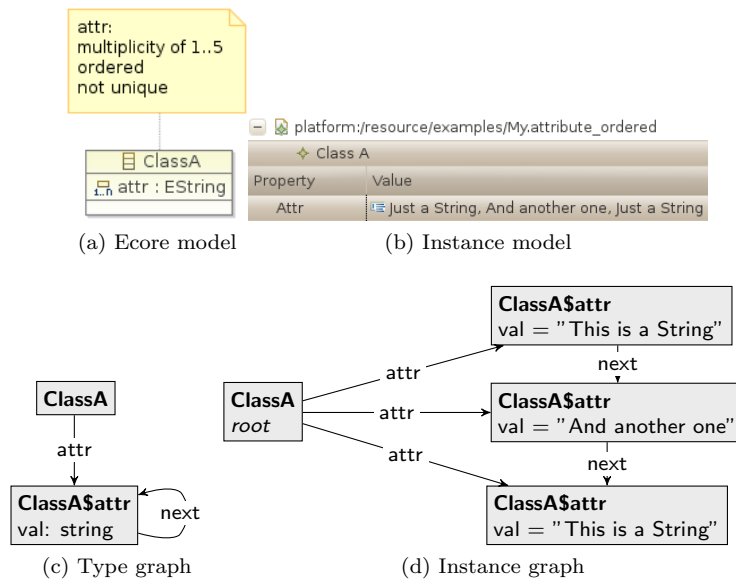 attr:
multiplicity of 1..5
ordered
not unique
ClassA
1..n attr : EString
(a) Ecore model
platform:/resource/examples/My.attribute_ordered
Class A
Property Value
Attr Just a String, And another one, Just a String
(b) Instance model
ClassA
attr
ClassA$attr
val: string
next
(c) Type graph
ClassA
root
attr
attr
attr
ClassA$attr
val = "This is a String"
next
ClassA$attr
val = "And another one"
next
ClassA$attr
val = "This is a String"
(d) Instance graph